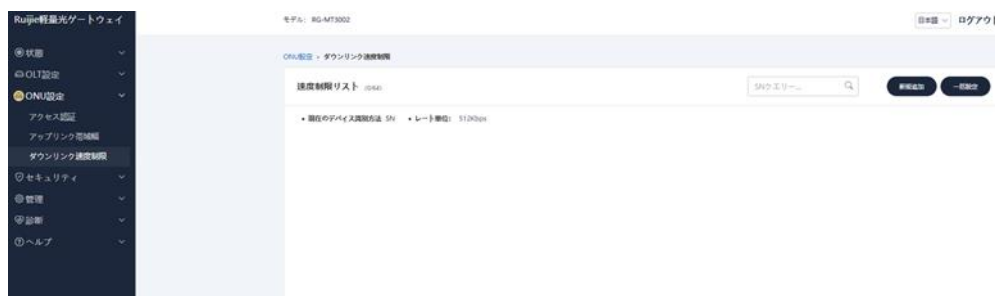 Ruijie軽量光ゲートウェイ
モデル: RG-MT3002
日本語
ログアウト
状態
OLT設定
ONU設定
アクセス認証
アップリンク帯域幅
ダウンリンク速度制限
セキュリティ
管理
診断
ヘルプ
ONU設定 > ダウンリンク速度制限
速度制限リスト (0/64)
SNクエリー...
新規追加
一括設定
• 現在のデバイス識別方法 SN • レート単位: 512Kbps